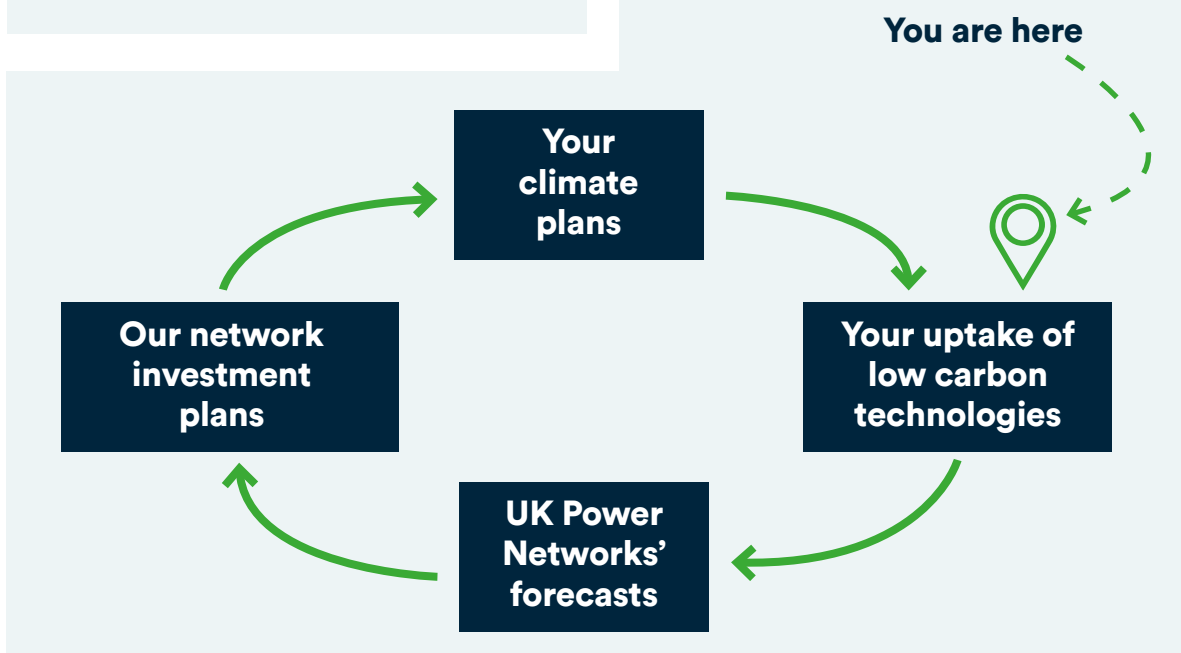 You are here
Your
climate
plans
Our network
investment
plans
Your uptake of
low carbon
technologies
UK Power
Networks’
forecasts